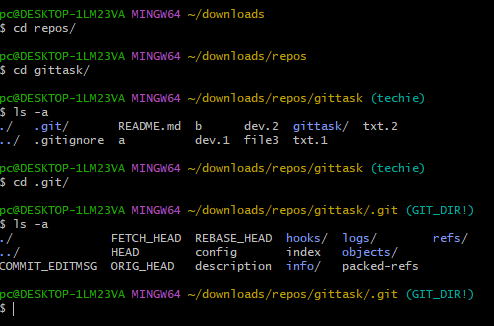 pc@DESKTOP-1LM23VA MINGW64 ~/downloads
$ cd repos/
pc@DESKTOP-1LM23VA MINGW64 ~/downloads/repos
$ cd gittask/
pc@DESKTOP-1LM23VA MINGW64 ~/downloads/repos/gittask (techie)
$ ls -a
./ .git/ README.md b dev.2 gittask/ txt.2
../ .gitignore a dev.1 file3 txt.1
pc@DESKTOP-1LM23VA MINGW64 ~/downloads/repos/gittask (techie)
$ cd .git/
pc@DESKTOP-1LM23VA MINGW64 ~/downloads/repos/gittask/.git (GIT_DIR!)
$ ls -a
./ FETCH_HEAD REBASE_HEAD hooks/ logs/ refs/
../ HEAD config index objects/
COMMIT_EDITMSG ORIG_HEAD description info/ packed-refs
pc@DESKTOP-1LM23VA MINGW64 ~/downloads/repos/gittask/.git (GIT_DIR!)
$